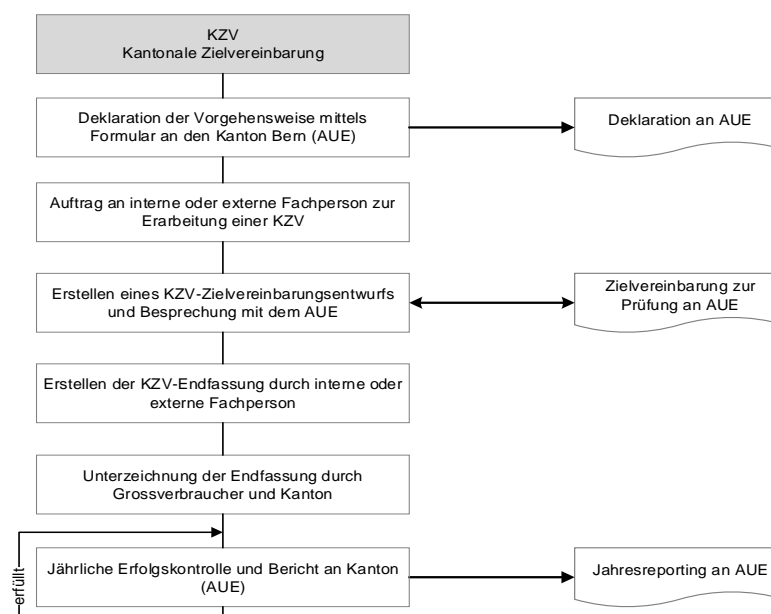 KZV
Kantonale Zielvereinbarung
Deklaration der Vorgehensweise mittels
Formular an den Kanton Bern (AUE)
Deklaration an AUE
Auftrag an interne oder externe Fachperson zur
Erarbeitung einer KZV
Erstellen eines KZV-Zielvereinbarungsentwurfs
und Besprechung mit dem AUE
Zielvereinbarung zur
Prüfung an AUE
Erstellen der KZV-Endfassung durch interne oder
externe Fachperson
Unterzeichnung der Endfassung durch
Grossverbraucher und Kanton
erfüllt
Jährliche Erfolgskontrolle und Bericht an Kanton
(AUE)
Jahresreporting an AUE